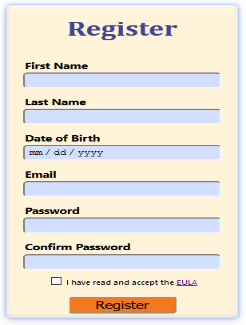 Register
First Name
Last Name
Date of Birth
mm / dd / yyyy
Email
Password
Confirm Password
I have read and accept the EULA
Register